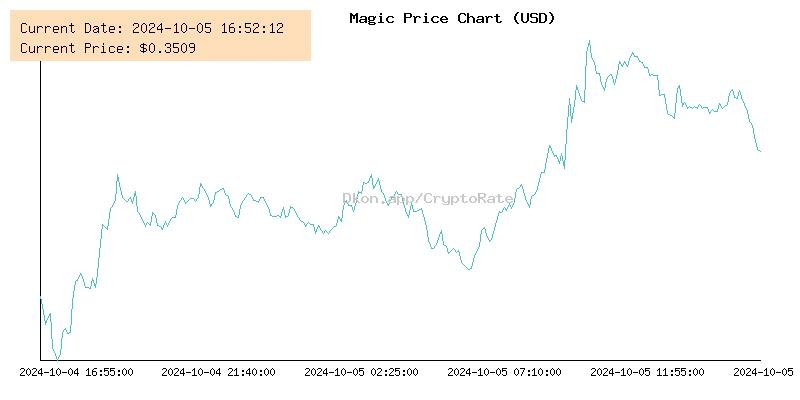 Magic Price Chart (USD)
Current Date: 2024-10-05 16:52:12
Current Price: $0.3509
Dkon.app/CryptoRate
2024-10-04 16:55:00
2024-10-04 21:40:00
2024-10-05 02:25:00
2024-10-05 07:10:00
2024-10-05 11:55:00
2024-10-05